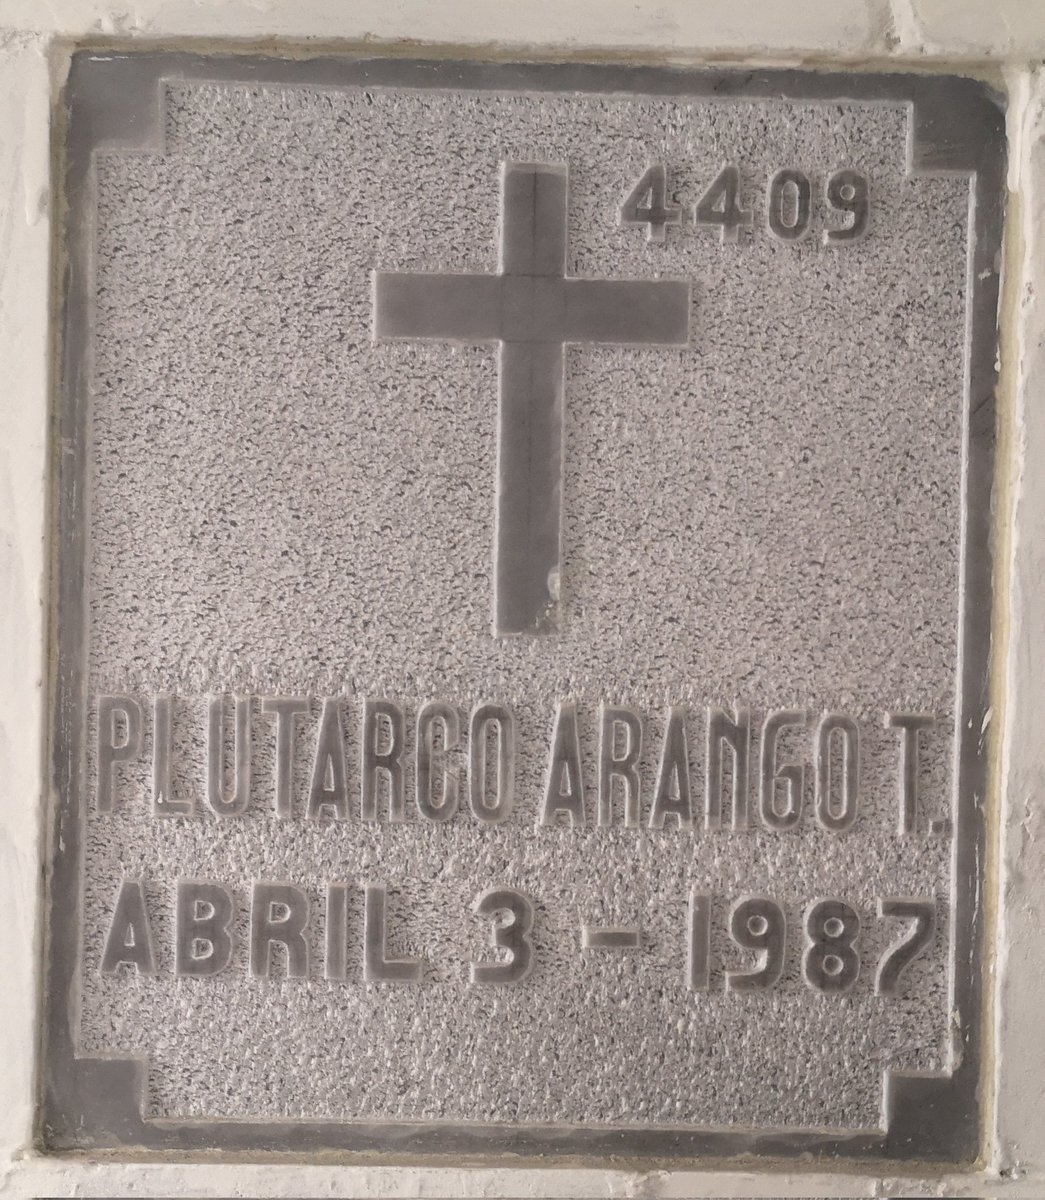 4409
PLUTARCO ARANGO T.
ABRIL 3 - 1987